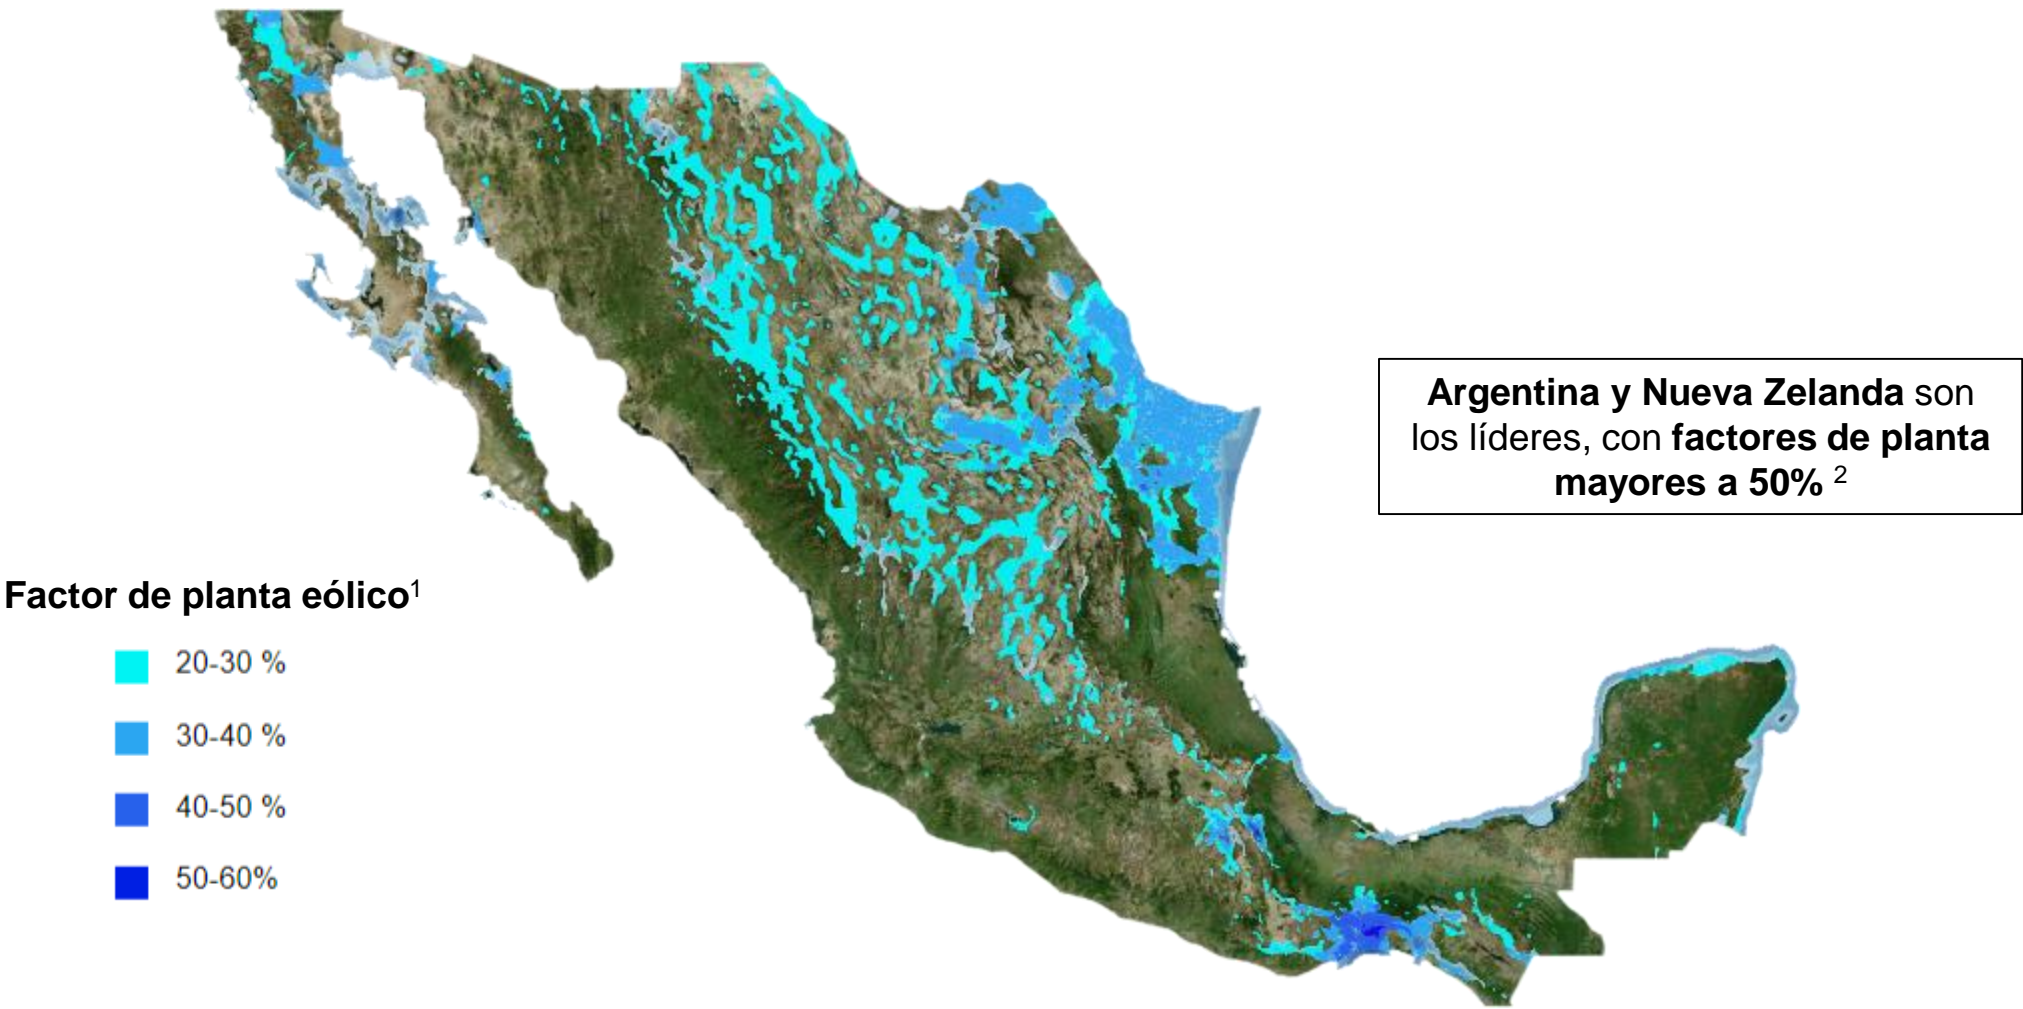 Argentina y Nueva Zelanda son
los líderes, con factores de planta
mayores a 50% ²
Factor de planta eólico¹
20-30 %
30-40 %
40-50 %
50-60%